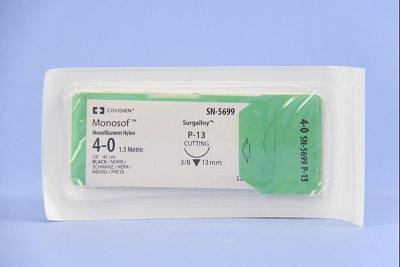 COVIDIEN™
SN-5699
Monosof™
Surgalloy™
Monofilament Nylon
P-13
4-0 1.5 Metric
CUTTING
18" 45 cm
3/8 13 mm
BLACK / NOIRE /
SCHWARZ / NERA /
NEGRO / PRETA
4-0 SN-5699 P-13